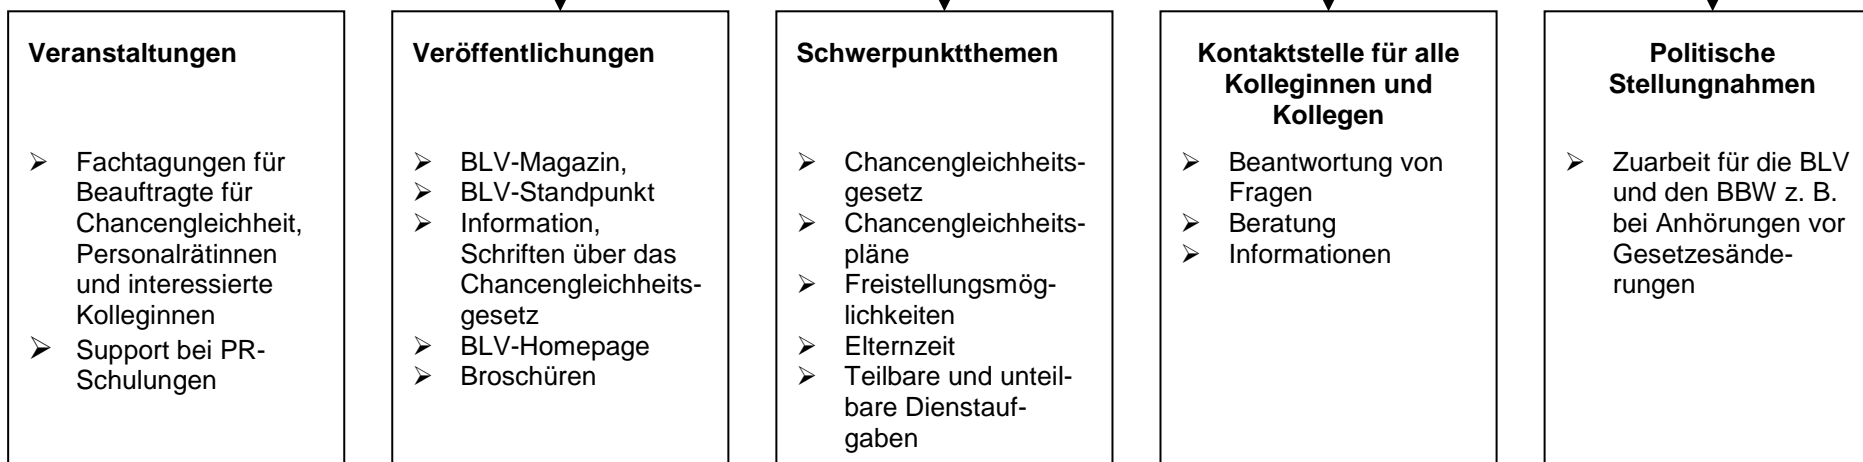 Veranstaltungen
➢ Fachtagungen für
Beauftragte für
Chancengleichheit,
Personalrätinnen
und interessierte
Kolleginnen
➢ Support bei PR-
Schulungen
Veröffentlichungen
➢ BLV-Magazin,
➢ BLV-Standpunkt
➢ Information,
Schriften über das
Chancengleichheits-
gesetz
➢ BLV-Homepage
➢ Broschüren
Schwerpunktthemen
➢ Chancengleichheits-
gesetz
➢ Chancengleichheits-
pläne
➢ Freistellungsmög-
lichkeiten
➢ Elternzeit
➢ Teilbare und unteil-
bare Dienstauf-
gaben
Kontaktstelle für alle
Kolleginnen und
Kollegen
➢ Beantwortung von
Fragen
➢ Beratung
➢ Informationen
Politische
Stellungnahmen
➢ Zuarbeit für die BLV
und den BBW z. B.
bei Anhörungen vor
Gesetzesände-
rungen